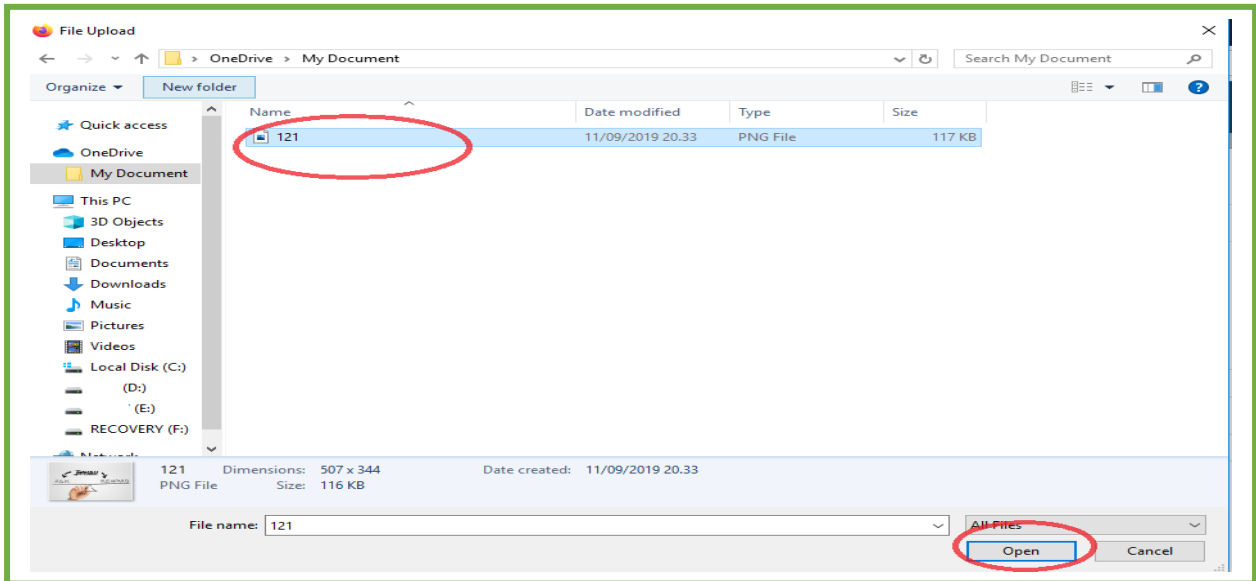 File Upload
OneDrive > My Document
Search My Document
Organize
New folder
Name Date modified Type Size
121 11/09/2019 20.33 PNG File 117 KB
Quick access
OneDrive
My Document
This PC
3D Objects
Desktop
Documents
Downloads
Music
Pictures
Videos
Local Disk (C:)
(D:)
(E:)
RECOVERY (F:)
Network
121 Dimensions: 507 x 344 Date created: 11/09/2019 20.33
PNG File Size: 116 KB
File name: 121
All Files
Open Cancel